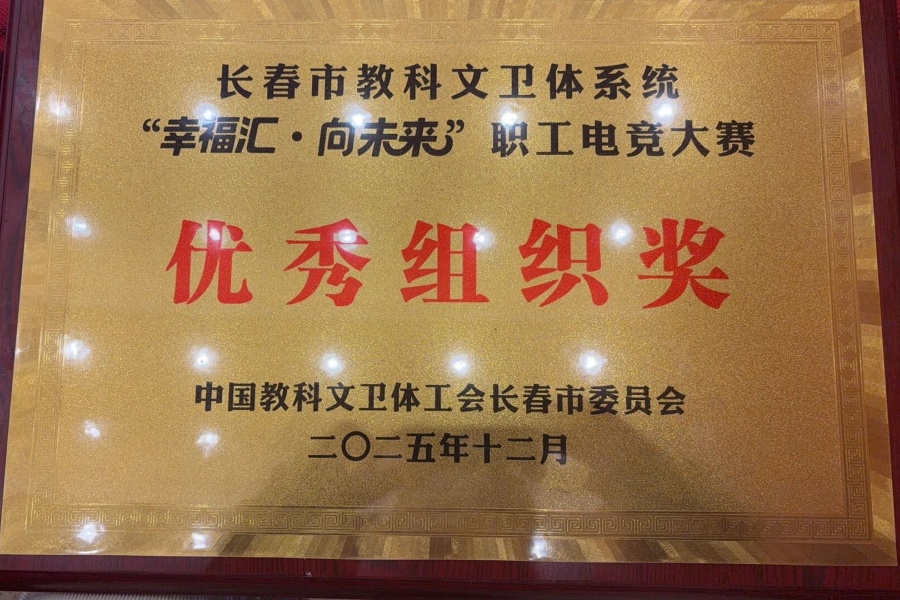 长春市教科文卫体系统
“幸福汇·向未来”职工电竞大赛
优秀组织奖
中国教科文卫体工会长春市委员会
二〇二五年十二月